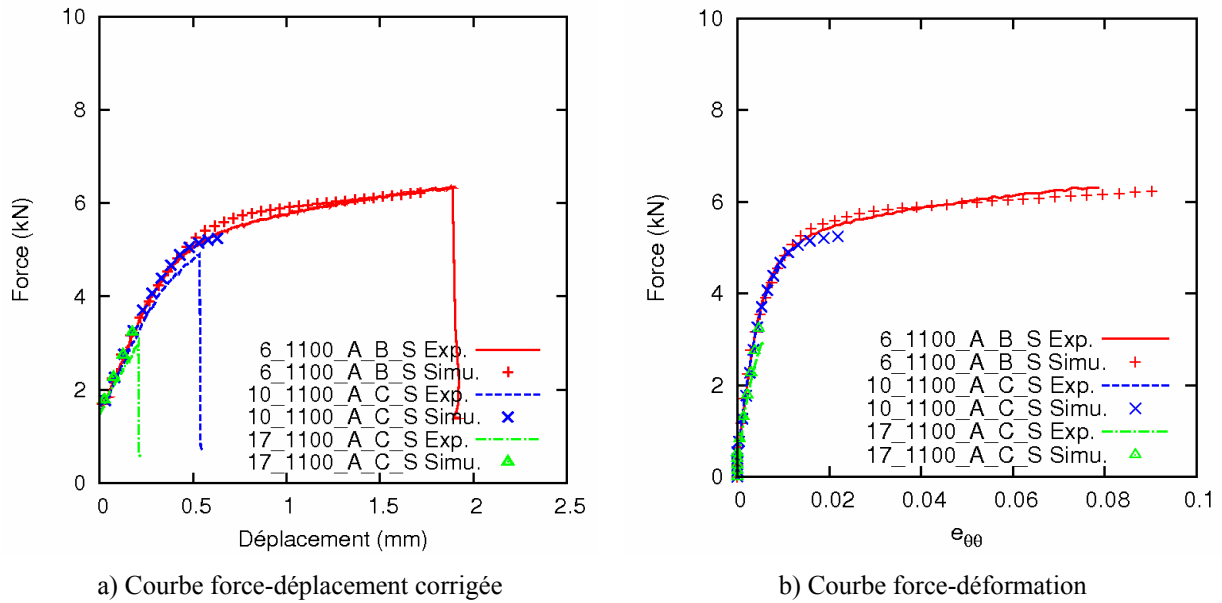 10
8
6
4
2
0
Force (kN)
6_1100_A_B_S Exp.
6_1100_A_B_S Simu.
10_1100_A_C_S Exp.
10_1100_A_C_S Simu.
17_1100_A_C_S Exp.
17_1100_A_C_S Simu.
0 0.5 1 1.5 2 2.5
Déplacement (mm)
a) Courbe force-déplacement corrigée
10
8
6
4
2
0
Force (kN)
6_1100_A_B_S Exp.
6_1100_A_B_S Simu.
10_1100_A_C_S Exp.
10_1100_A_C_S Simu.
17_1100_A_C_S Exp.
17_1100_A_C_S Simu.
0 0.02 0.04 0.06 0.08 0.1
eθθ
b) Courbe force-déformation